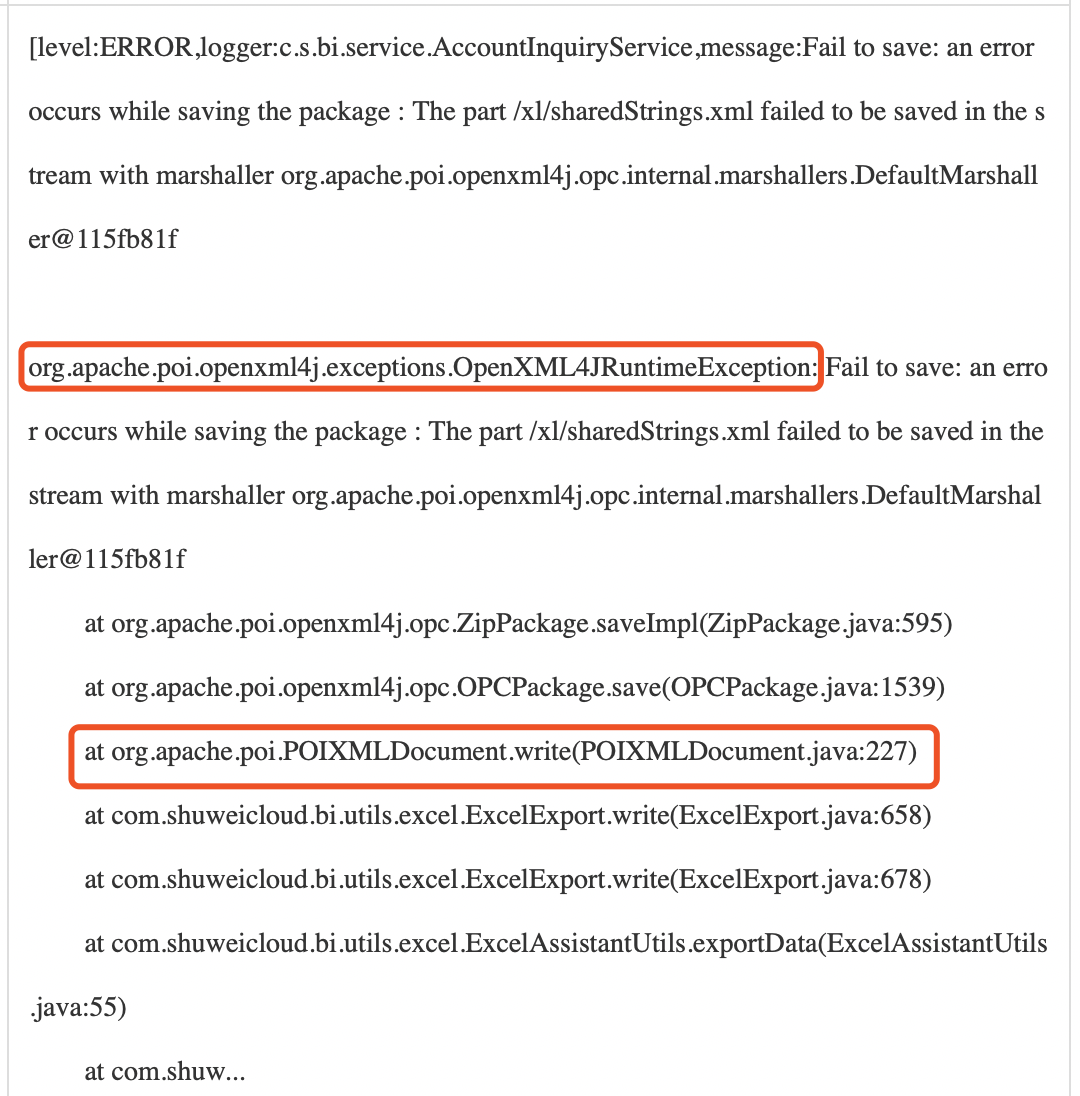 [level:ERROR,logger:c.s.bi.service.AccountInquiryService,message:Fail to save: an error
occurs while saving the package : The part /xl/sharedStrings.xml failed to be saved in the s
tream with marshaller org.apache.poi.openxml4j.opc.internal.marshallers.DefaultMarshall
er@115fb81f
org.apache.poi.openxml4j.exceptions.OpenXML4JRuntimeException: Fail to save: an erro
r occurs while saving the package : The part /xl/sharedStrings.xml failed to be saved in the
stream with marshaller org.apache.poi.openxml4j.opc.internal.marshallers.DefaultMarshal
ler@115fb81f
at org.apache.poi.openxml4j.opc.ZipPackage.saveImpl(ZipPackage.java:595)
at org.apache.poi.openxml4j.opc.OPCPackage.save(OPCPackage.java:1539)
at org.apache.poi.POIXMLDocument.write(POIXMLDocument.java:227)
at com.shuweicloud.bi.utils.excel.ExcelExport.write(ExcelExport.java:658)
at com.shuweicloud.bi.utils.excel.ExcelExport.write(ExcelExport.java:678)
at com.shuweicloud.bi.utils.excel.ExcelAssistantUtils.exportData(ExcelAssistantUtils
.java:55)
at com.shuw...